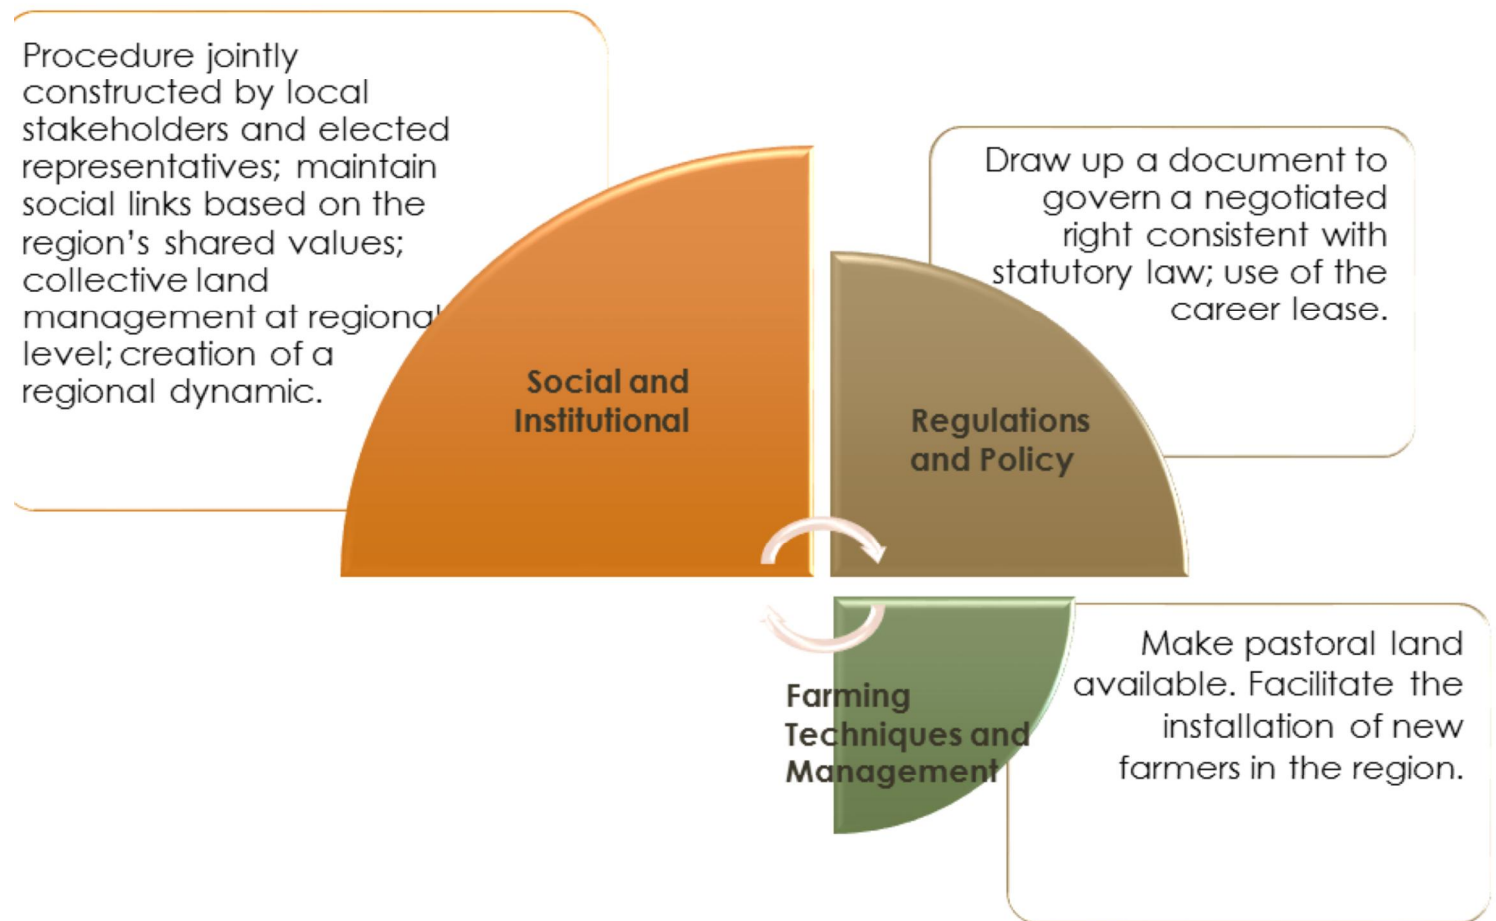 Procedure jointly
constructed by local
stakeholders and elected
representatives; maintain
social links based on the
region's shared values;
collective land
management at regional
level; creation of a
regional dynamic.
Social and
Institutional
Draw up a document to
govern a negotiated
right consistent with
statutory law; use of the
career lease.
Regulations
and Policy
Farming
Techniques and
Management
Make pastoral land
available. Facilitate the
installation of new
farmers in the region.